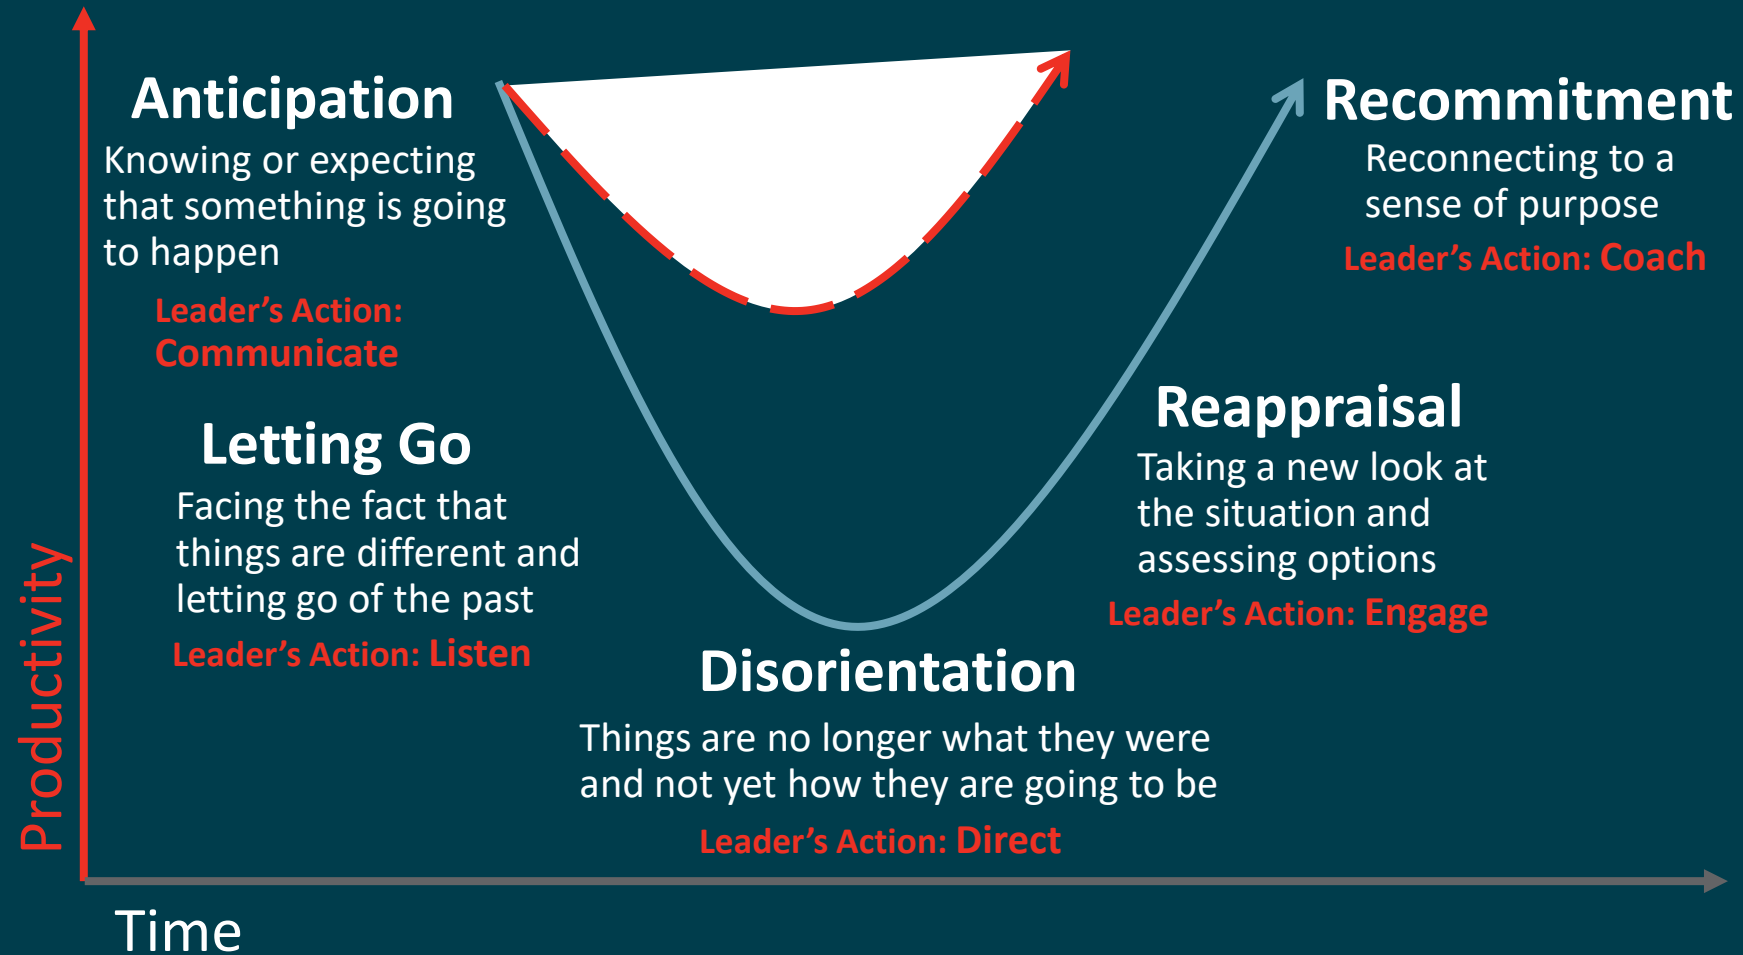 Anticipation
Knowing or expecting
that something is going
to happen
Leader’s Action:
Communicate
Letting Go
Facing the fact that
things are different and
letting go of the past
Leader’s Action: Listen
Disorientation
Things are no longer what they were
and not yet how they are going to be
Leader’s Action: Direct
Reappraisal
Taking a new look at
the situation and
assessing options
Leader’s Action: Engage
Recommitment
Reconnecting to a
sense of purpose
Leader’s Action: Coach
Productivity
Time